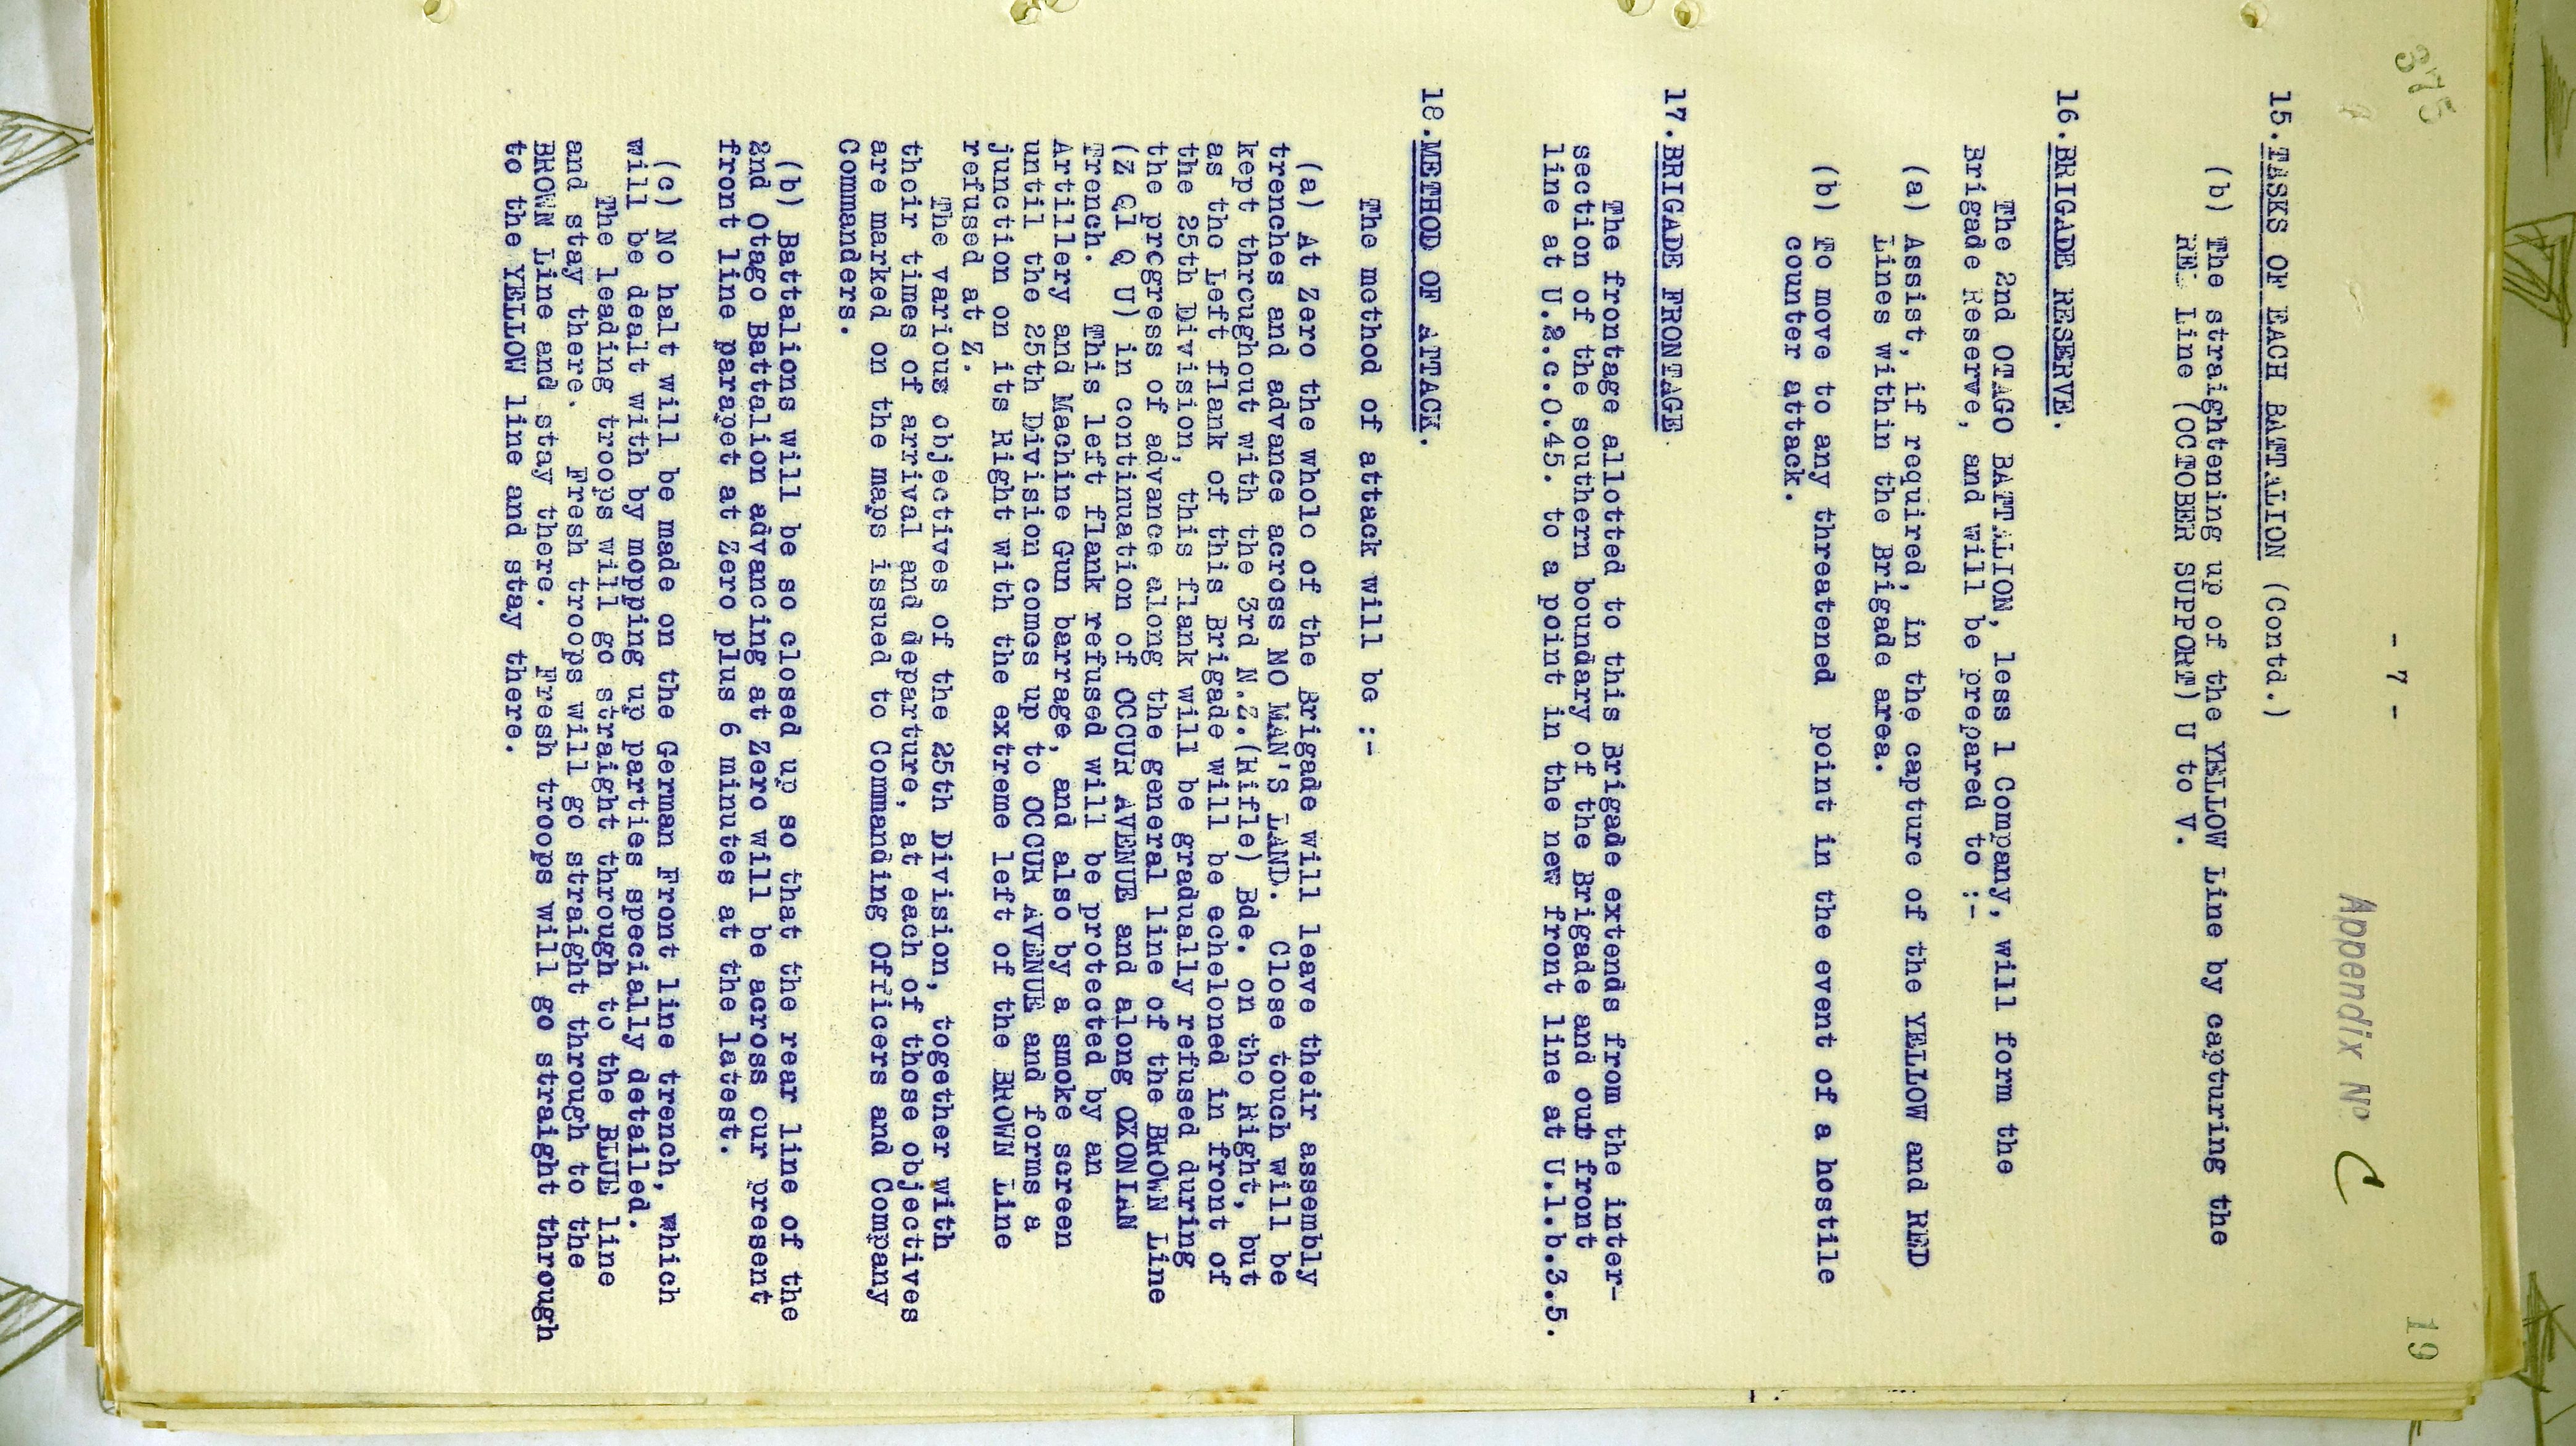 375
19
- 7 -
Appendix No C
15. TASKS OF EACH BATTALION (Contd.)
(b) The straightening up of the YELLOW Line by capturing the
RED Line (OCTOBER SUPPORT) U to V.
16. BRIGADE RESERVE.
The 2nd OTAGO BATTALION, less 1 Company, will form the
Brigade Reserve, and will be prepared to :-
(a) Assist, if required, in the capture of the YELLOW and RED
Lines within the Brigade area.
(b) To move to any threatened point in the event of a hostile
counter attack.
17. BRIGADE FRONTAGE.
The frontage allotted to this Brigade extends from the inter-
section of the southern boundary of the Brigade and our front
line at U.2.c.0.45. to a point in the new front line at U.1.b.3.5.
18. METHOD OF ATTACK.
The method of attack will be :-
(a) At Zero the whole of the Brigade will leave their assembly
trenches and advance across NO MAN'S LAND. Close touch will be
kept throughout with the 3rd N.Z.(Rifle) Bde. on the Right, but
as the Left flank of this Brigade will be echeloned in front of
the 25th Division, this flank will be gradually refused during
the progress of advance along the general line of the BROWN Line
(Z Q1 Q U) in continuation of OCCUR AVENUE and along OXONIAN
Trench. This left flank refused will be protected by an
Artillery and Machine Gun barrage, and also by a smoke screen
until the 25th Division comes up to OCCUR AVENUE and forms a
junction on its Right with the extreme left of the BROWN Line
refused at Z.
The various objectives of the 25th Division, together with
their times of arrival and departure, at each of those objectives
are marked on the maps issued to Commanding Officers and Company
Commanders.
(b) Battalions will be so closed up so that the rear line of the
2nd Otago Battalion advancing at Zero will be across our present
front line parapet at Zero plus 6 minutes at the latest.
(c) No halt will be made on the German Front line trench, which
will be dealt with by mopping up parties specially detailed.
The leading troops will go straight through to the BLUE line
and stay there. Fresh troops will go straight through to the
BROWN Line and stay there. Fresh troops will go straight through
to the YELLOW line and stay there.